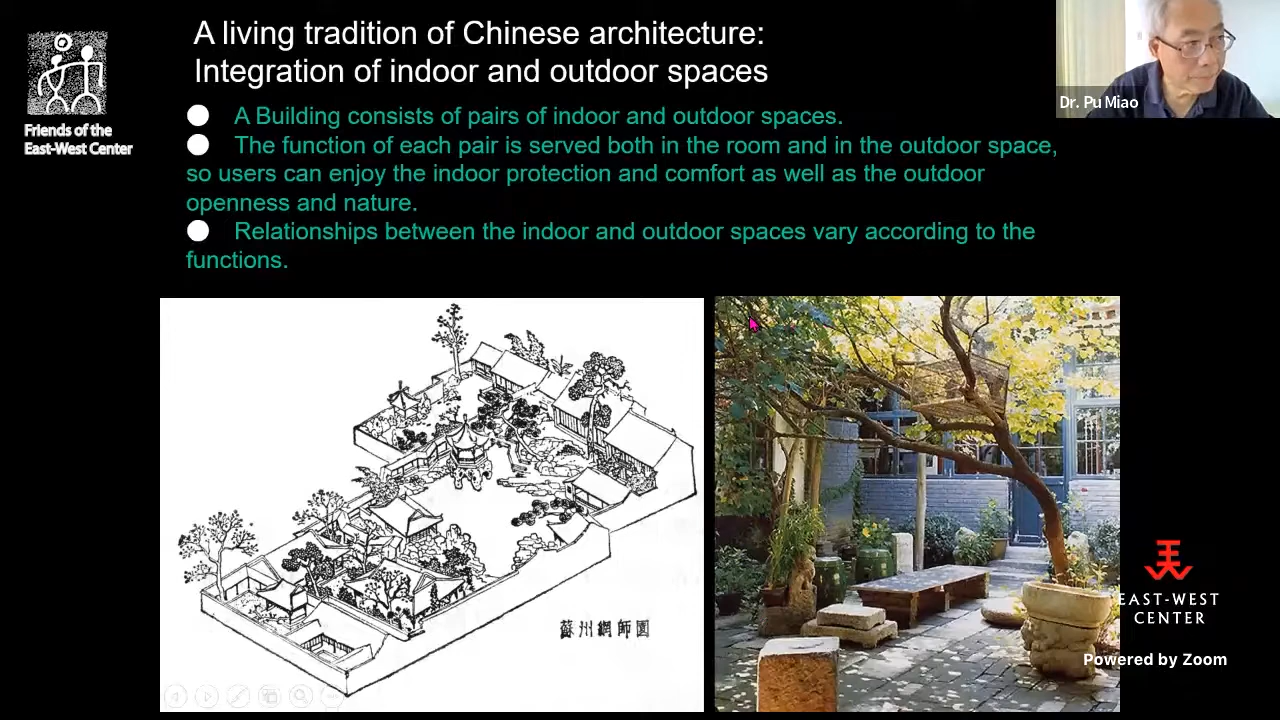 A living tradition of Chinese architecture:
Integration of indoor and outdoor spaces
Friends of the
East-West Center
Dr. Pu Miao
A Building consists of pairs of indoor and outdoor spaces.
The function of each pair is served both in the room and in the outdoor space,
so users can enjoy the indoor protection and comfort as well as the outdoor
openness and nature.
Relationships between the indoor and outdoor spaces vary according to the
functions.
蘇州網師園
EAST-WEST
CENTER
Powered by Zoom